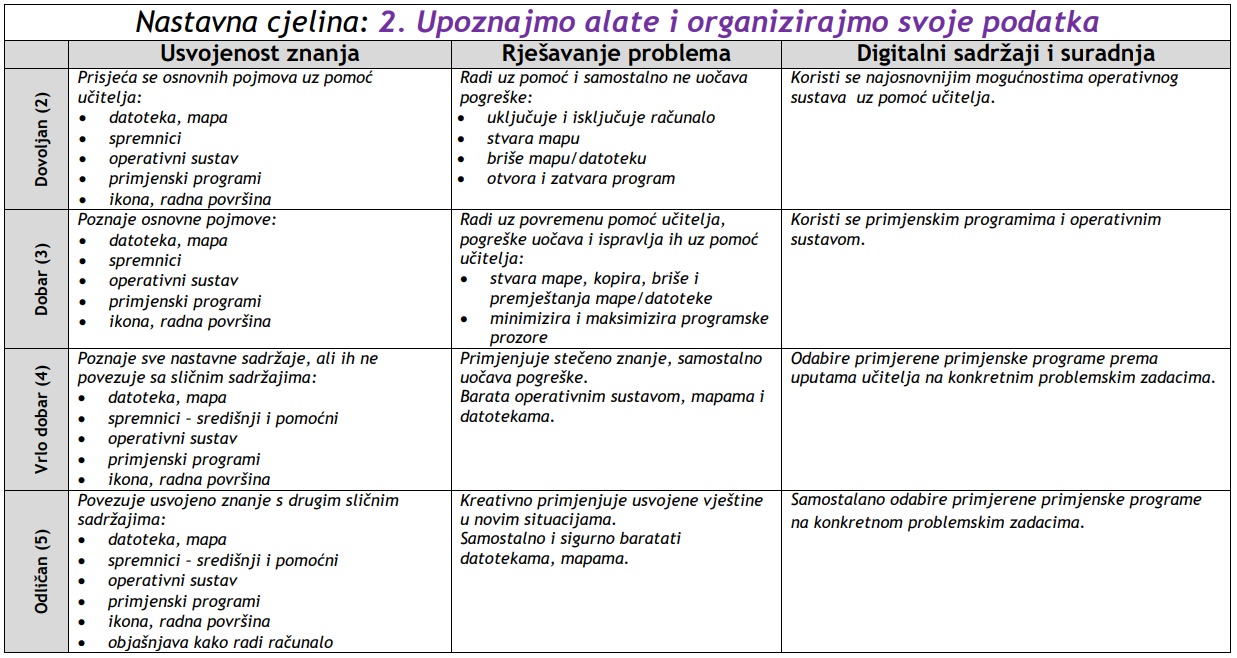 Nastavna cjelina: 2. Upoznajmo alate i organizirajmo svoje podatka
Usvojenost znanja
Rješavanje problema
Digitalni sadržaji i suradnja
Dovoljan (2)
Prisjeća se osnovnih pojmova uz pomoć
učitelja:
• datoteka, mapa
• spremnici
• operativni sustav
• primjenski programi
• ikona, radna površina
Radi uz pomoć i samostalno ne uočava
pogreške:
• uključuje i isključuje računalo
• stvara mapu
• briše mapu/datoteku
• otvora i zatvara program
Koristi se najosnovnijim mogućnostima operativnog
sustava uz pomoć učitelja.
Dobar (3)
Poznaje osnovne pojmove:
• datoteka, mapa
• spremnici
• operativni sustav
• primjenski programi
• ikona, radna površina
Radi uz povremenu pomoć učitelja,
pogreške uočava i ispravlja ih uz pomoć
učitelja:
• stvara mape, kopira, briše i
premještanja mape/datoteke
• minimizira i maksimizira programske
prozore
Koristi se primjenskim programima i operativnim
sustavom.
Vrlo dobar (4)
Poznaje sve nastavne sadržaje, ali ih ne
povezuje sa sličnim sadržajima:
• datoteka, mapa
• spremnici – središnji i pomoćni
• operativni sustav
• primjenski programi
• ikona, radna površina
Primjenjuje stečeno znanje, samostalno
uočava pogreške.
Barata operativnim sustavom, mapama i
datotekama.
Odabire primjerene primjenske programe prema
uputama učitelja na konkretnim problemskim zadacima.
Odličan (5)
Povezuje usvojeno znanje s drugim sličnim
sadržajima:
• datoteka, mapa
• spremnici – središnji i pomoćni
• operativni sustav
• primjenski programi
• ikona, radna površina
• objašnjava kako radi računalo
Kreativno primjenjuje usvojene vještine
u novim situacijama.
Samostalno i sigurno baratati
datotekama, mapama.
Samostalano odabire primjerene primjenske programe
na konkretnom problemskim zadacima.